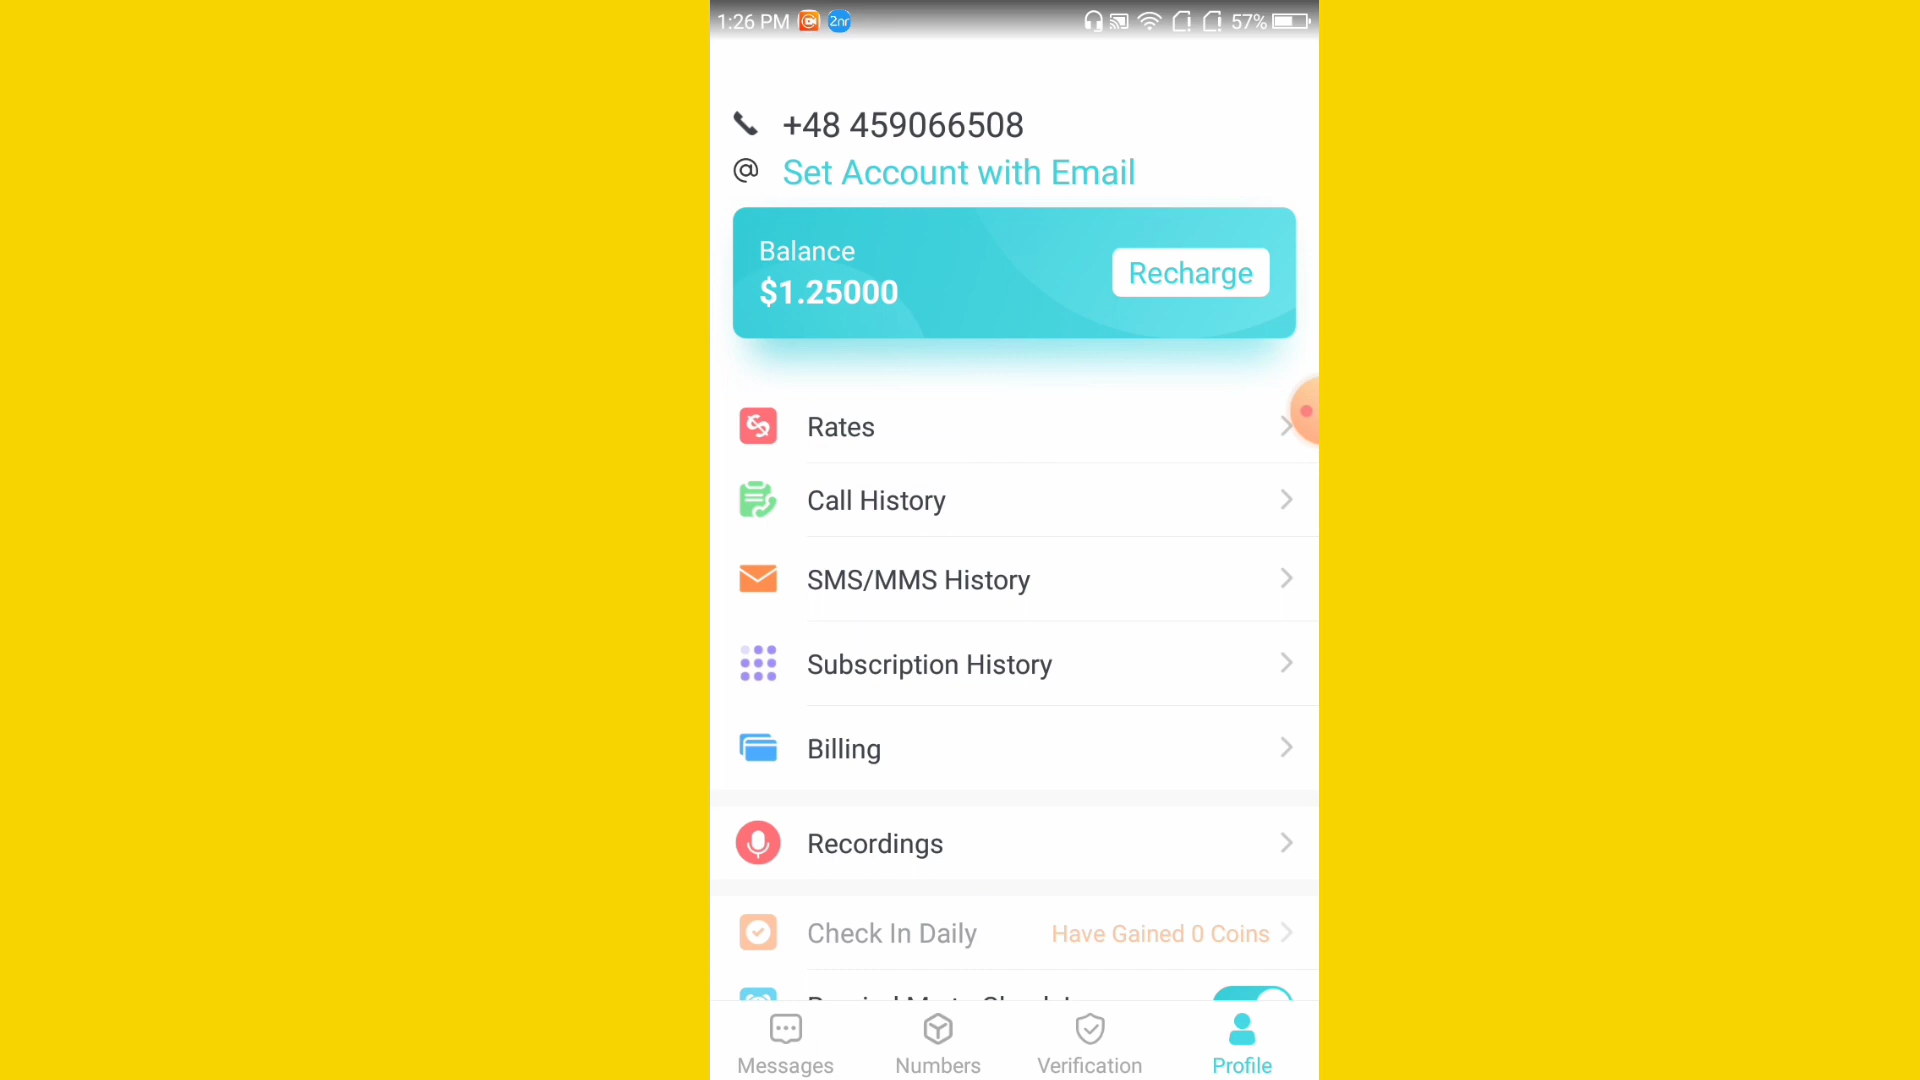 1:26 PM 2nr 57%
+48 459066508
@ Set Account with Email
Balance
$1.25000
Recharge
Rates
Call History
SMS/MMS History
Subscription History
Billing
Recordings
Check In Daily Have Gained 0 Coins
Messages Numbers Verification Profile